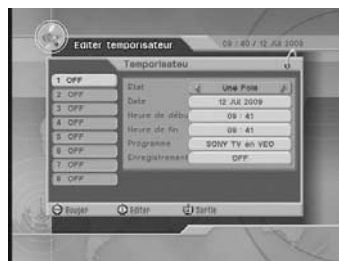 Editer temporisateur
09 : 40 / 12 Jul 2009
Temporisateu
1 OFF
2 OFF
3 OFF
4 OFF
5 OFF
6 OFF
7 OFF
8 OFF
Etat Une Fois
Date 12 Jul 2009
Heure de débu 09 : 41
Heure de fin 09 : 41
Programme SONY TV en VEO
Enregistrement OFF
Bouger Editer Sortie